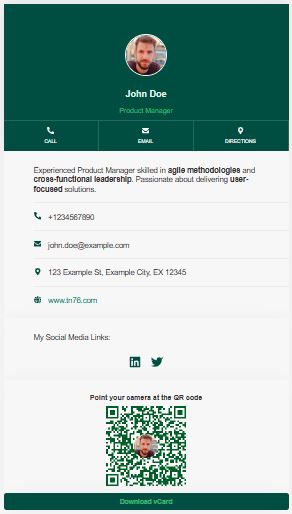 John Doe
Product Manager
CALL
EMAIL
DIRECTIONS
Experienced Product Manager skilled in agile methodologies and
cross-functional leadership. Passionate about delivering user-
focused solutions.
+1234567890
john.doe@example.com
123 Example St, Example City, EX 12345
www.tn76.com
My Social Media Links:
Point your camera at the QR code
Download vCard